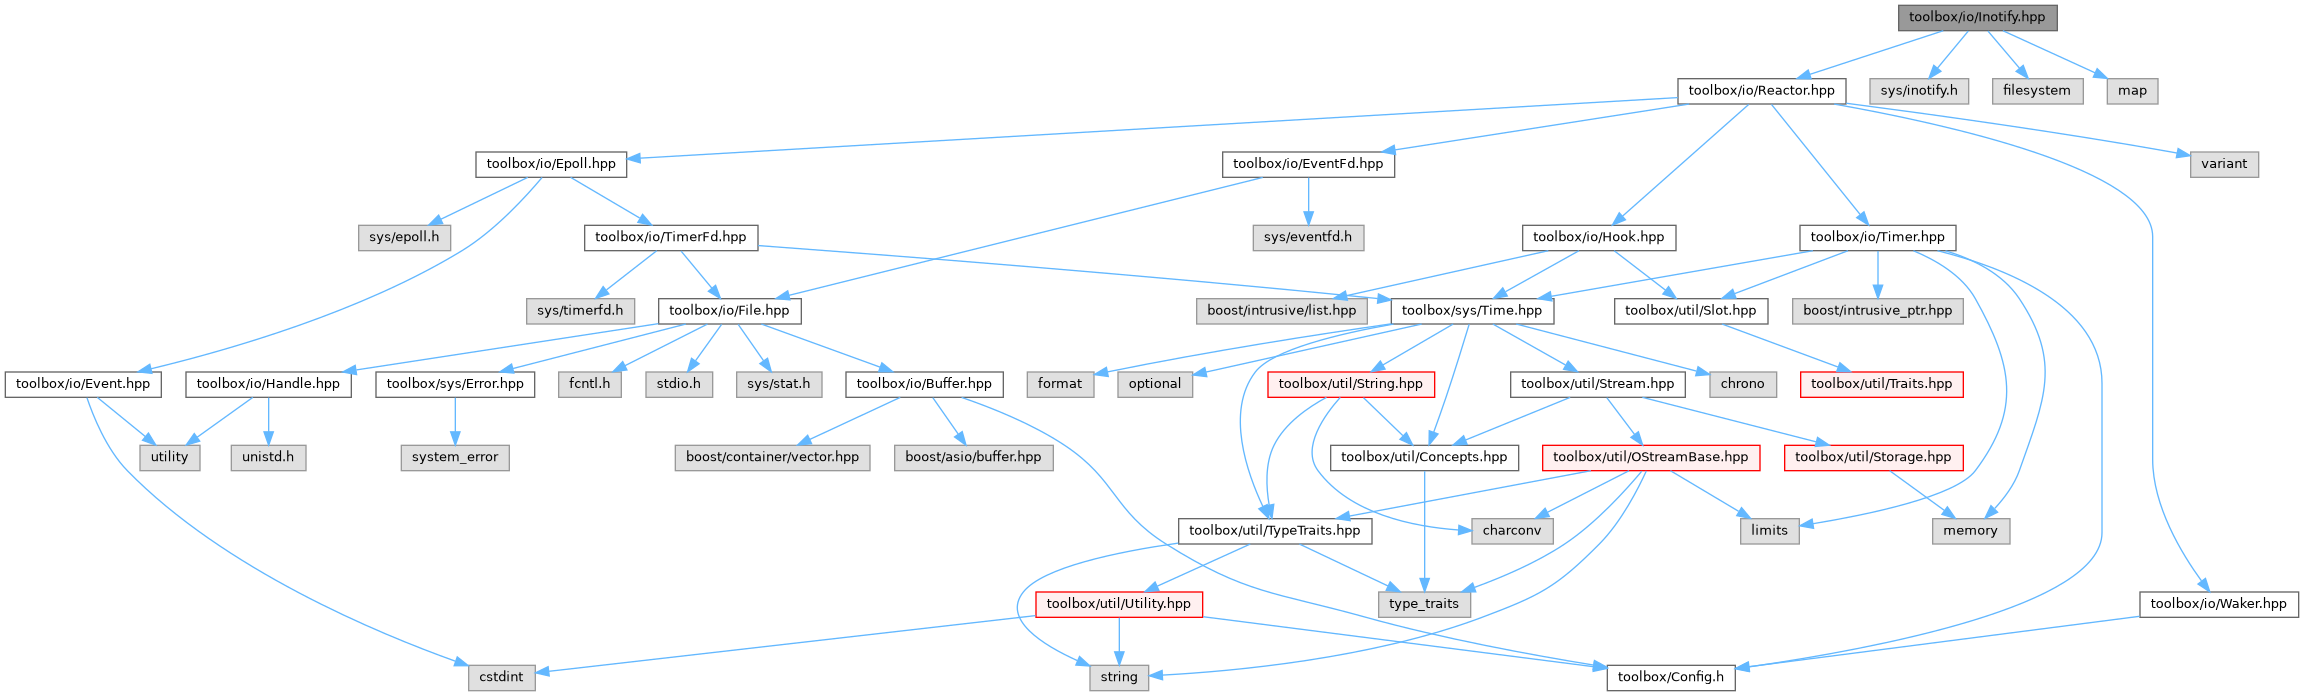 toolbox/io/Inotify.hpp
toolbox/io/Reactor.hpp
sys/inotify.h
filesystem
map
toolbox/io/Epoll.hpp
toolbox/io/EventFd.hpp
variant
sys/epoll.h
toolbox/io/TimerFd.hpp
sys/eventfd.h
toolbox/io/Hook.hpp
toolbox/io/Timer.hpp
sys/timerfd.h
toolbox/io/File.hpp
boost/intrusive/list.hpp
toolbox/sys/Time.hpp
toolbox/util/Slot.hpp
boost/intrusive_ptr.hpp
toolbox/io/Event.hpp
toolbox/io/Handle.hpp
toolbox/sys/Error.hpp
fcntl.h
stdio.h
sys/stat.h
toolbox/io/Buffer.hpp
format
optional
toolbox/util/String.hpp
toolbox/util/Stream.hpp
chrono
toolbox/util/Traits.hpp
utility
unistd.h
system_error
boost/container/vector.hpp
boost/asio/buffer.hpp
toolbox/util/Concepts.hpp
toolbox/util/OStreamBase.hpp
toolbox/util/Storage.hpp
toolbox/util/TypeTraits.hpp
charconv
limits
memory
toolbox/util/Utility.hpp
type_traits
toolbox/io/Waker.hpp
cstdint
string
toolbox/Config.h